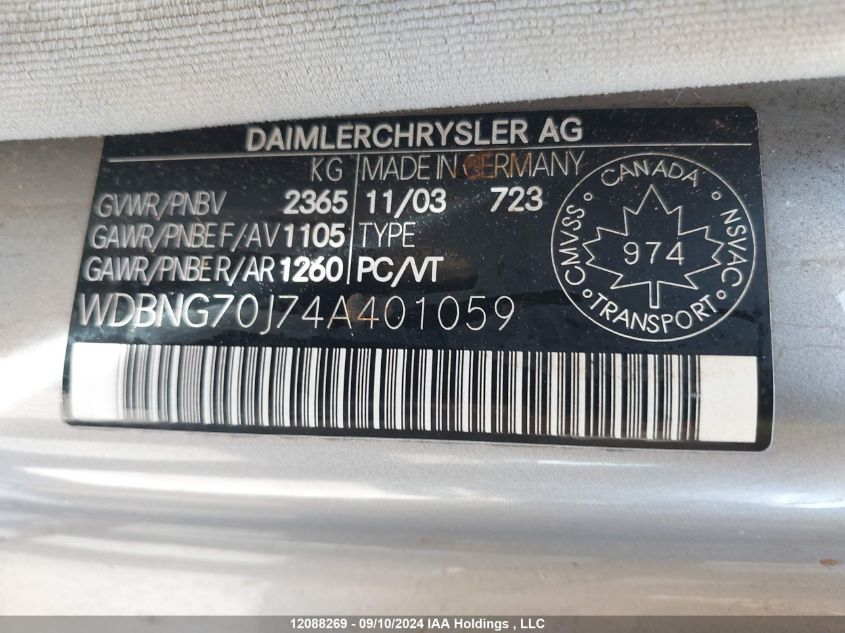 DAIMLERCHRYSLER AG
KG MADE IN GERMANY
GVWR/PNBV 2365 11/03 723
GAWR/PNBE F/AV 1105 TYPE
GAWR/PNBE R/AR 1260 PC/VT
WDBNG70J74A401059
CANADA
CMVSS
974
NSVAC
TRANSPORT
12088269 - 09/10/2024 IAA Holdings , LLC